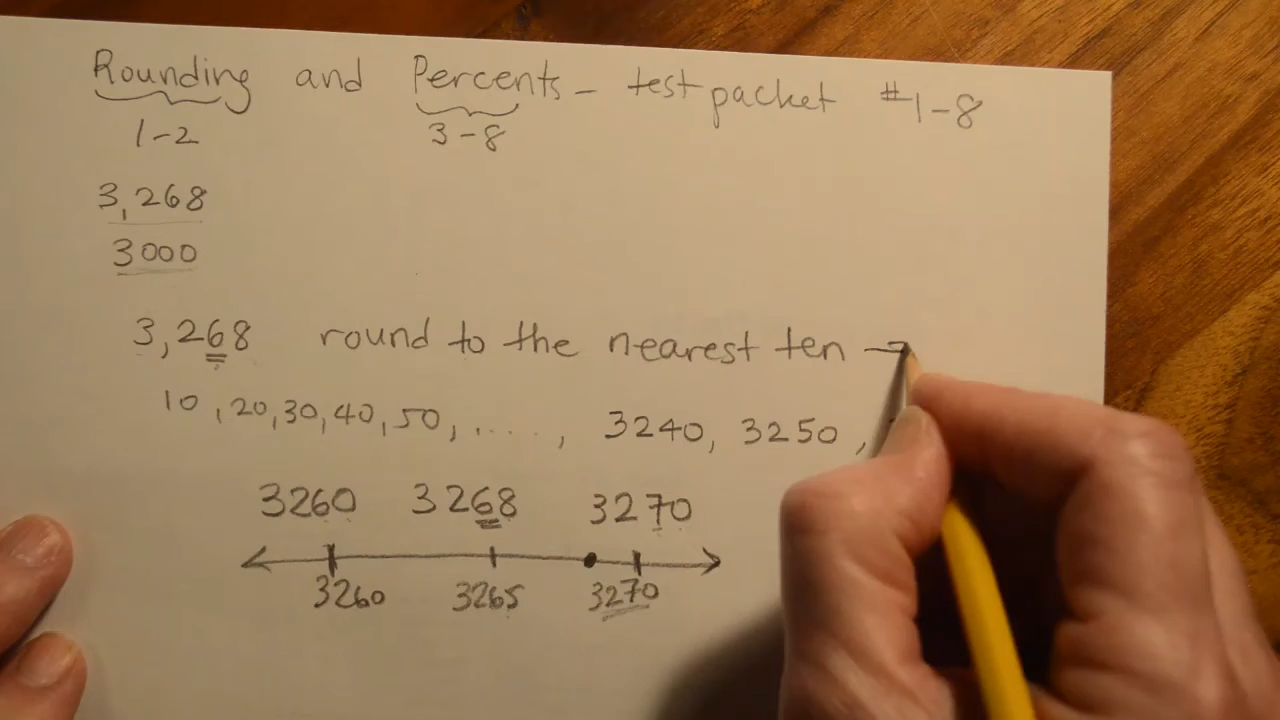 Rounding and Percents - test packet #1-8
1-2 3-8
3,268
3000
3,268 round to the nearest ten →
10, 20, 30, 40, 50, ...., 3240, 3250,
3260 3268 3270
3260 3265 3270